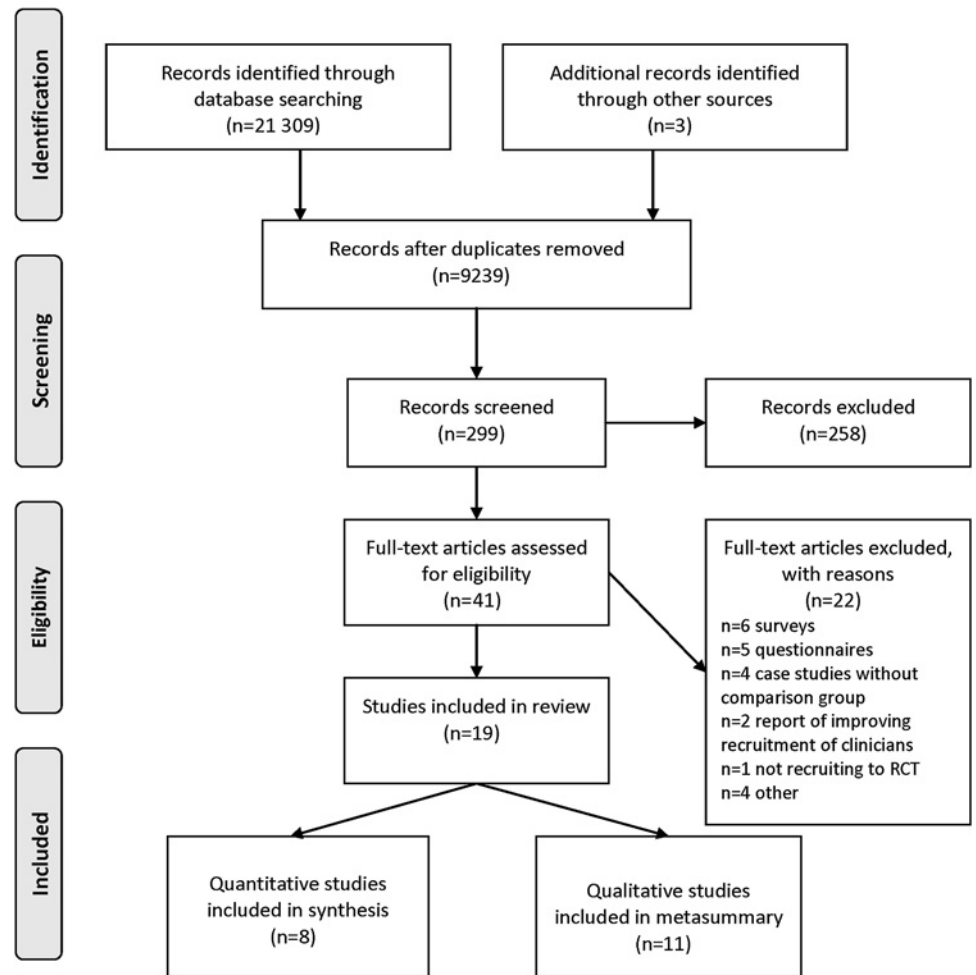 Identification
Records identified through
database searching
(n=21 309)
Additional records identified
through other sources
(n=3)
Records after duplicates removed
(n=9239)
Screening
Records screened
(n=299)
Records excluded
(n=258)
Eligibility
Full-text articles assessed
for eligibility
(n=41)
Full-text articles excluded,
with reasons
(n=22)
n=6 surveys
n=5 questionnaires
n=4 case studies without
comparison group
n=2 report of improving
recruitment of clinicians
n=1 not recruiting to RCT
n=4 other
Studies included in review
(n=19)
Included
Quantitative studies
included in synthesis
(n=8)
Qualitative studies
included in metasummary
(n=11)